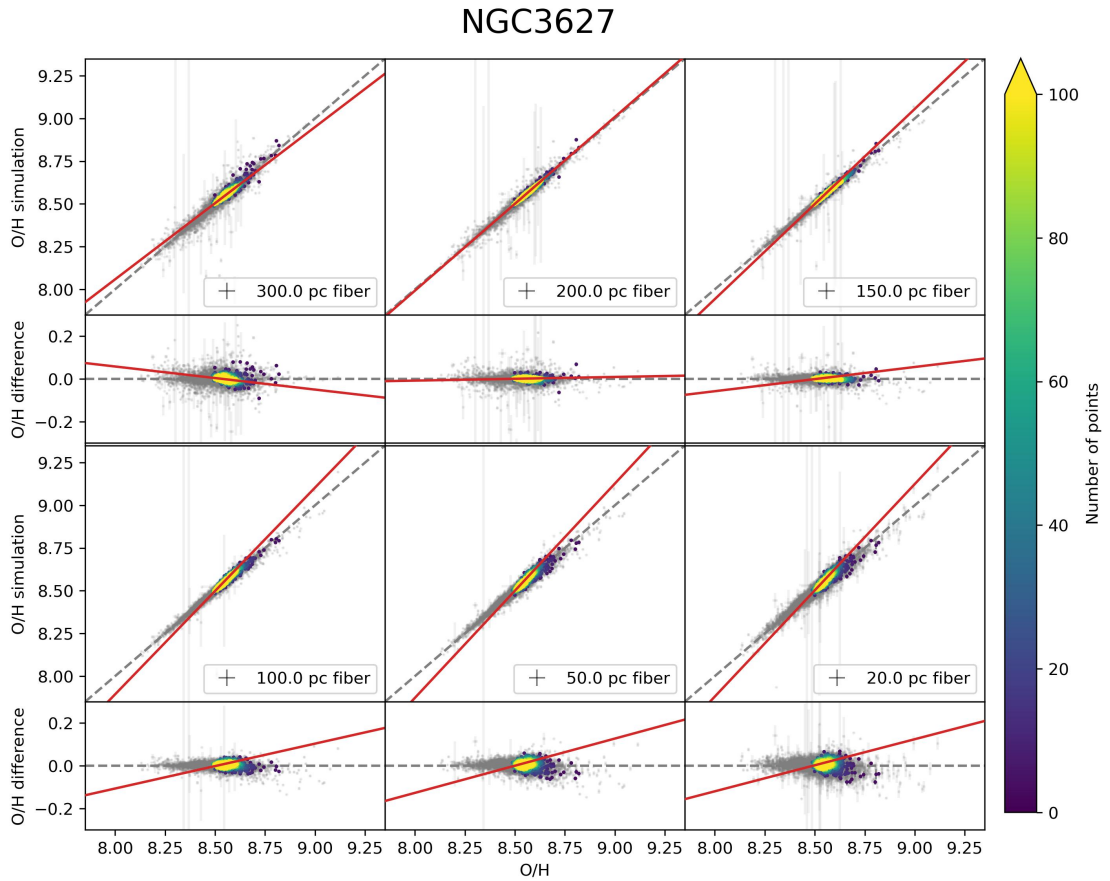 NGC3627
O/H simulation
9.25
9.00
8.75
8.50
8.25
8.00
300.0 pc fiber
200.0 pc fiber
150.0 pc fiber
O/H difference
0.2
0.0
−0.2
O/H simulation
9.25
9.00
8.75
8.50
8.25
8.00
100.0 pc fiber
50.0 pc fiber
20.0 pc fiber
O/H difference
0.2
0.0
−0.2
8.00 8.25 8.50 8.75 9.00 9.25
8.00 8.25 8.50 8.75 9.00 9.25
8.00 8.25 8.50 8.75 9.00 9.25
O/H
100
80
60
40
20
0
Number of points